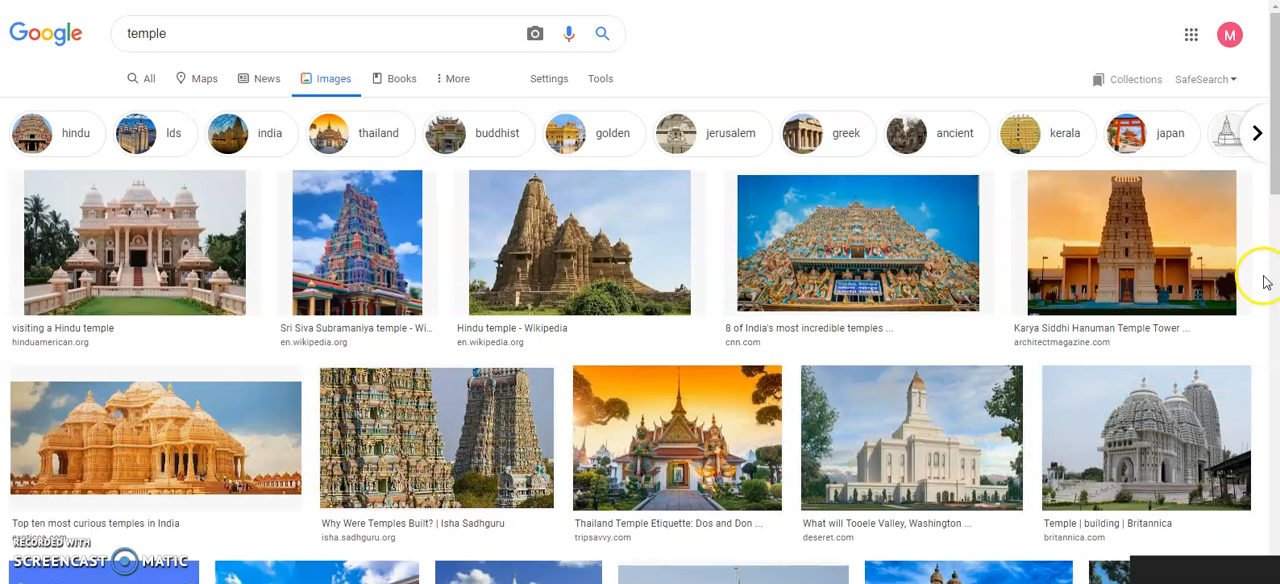 Google
temple
All
Maps
News
Images
Books
More
Settings
Tools
Collections
SafeSearch
M
hindu
lds
india
thailand
buddhist
golden
jerusalem
greek
ancient
kerala
japan
visiting a Hindu temple
hinduamerican.org
Sri Siva Subramaniya temple - Wi...
en.wikipedia.org
Hindu temple - Wikipedia
en.wikipedia.org
8 of India's most incredible temples ...
cnn.com
Karya Siddhi Hanuman Temple Tower ...
architectmagazine.com
Top ten most curious temples in India
Why Were Temples Built? | Isha Sadhguru
isha.sadhguru.org
Thailand Temple Etiquette: Dos and Don ...
tripsavvy.com
What will Tooele Valley, Washington ...
deseret.com
Temple | building | Britannica
britannica.com
RECORDED WITH
SCREENCAST MATIC